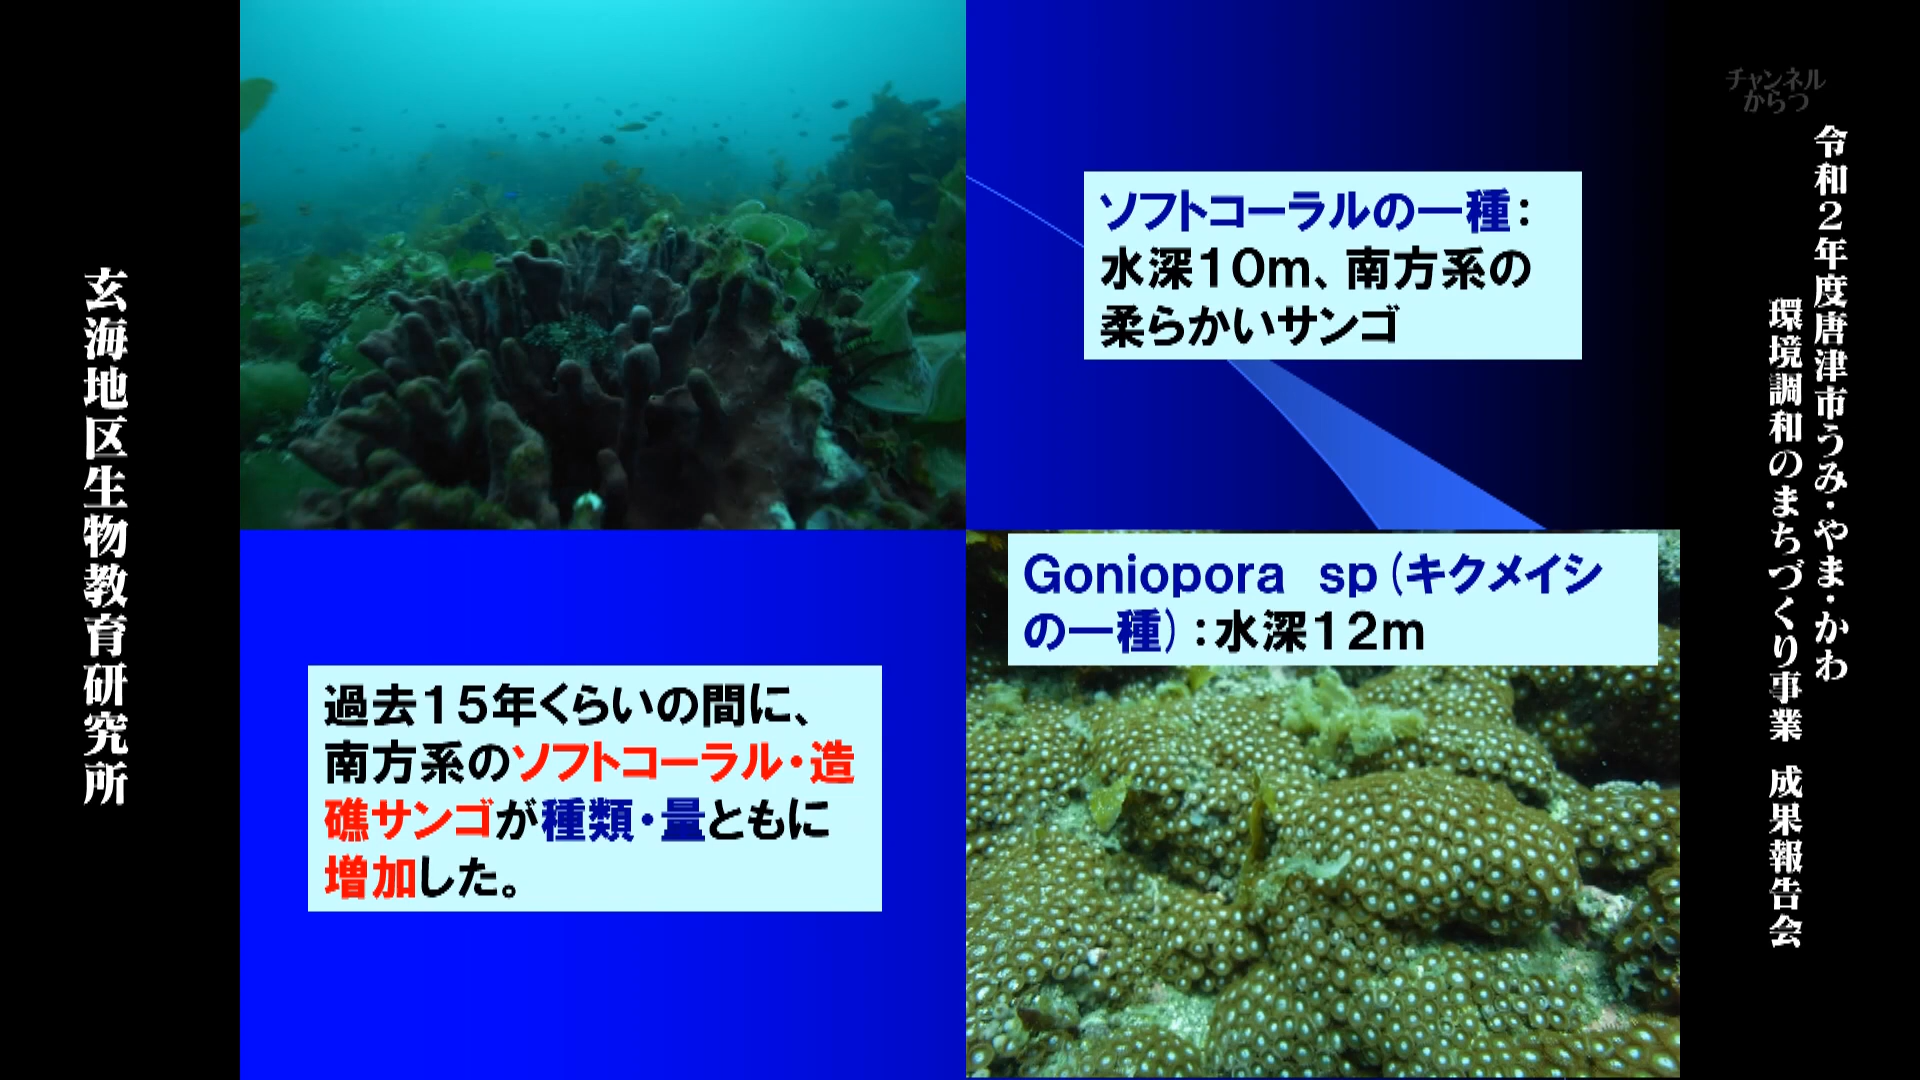 チャンネル
からつ
令和２年度唐津市うみ・やま・かわ
環境調和のまちづくり事業 成果報告会
玄海地区生物教育研究所
ソフトコーラルの一種：
水深１０ｍ、南方系の
柔らかいサンゴ
Goniopora　sp（キクメイシ
の一種）：水深１２ｍ
過去１５年くらいの間に、
南方系のソフトコーラル・造
礁サンゴが種類・量ともに
増加した。